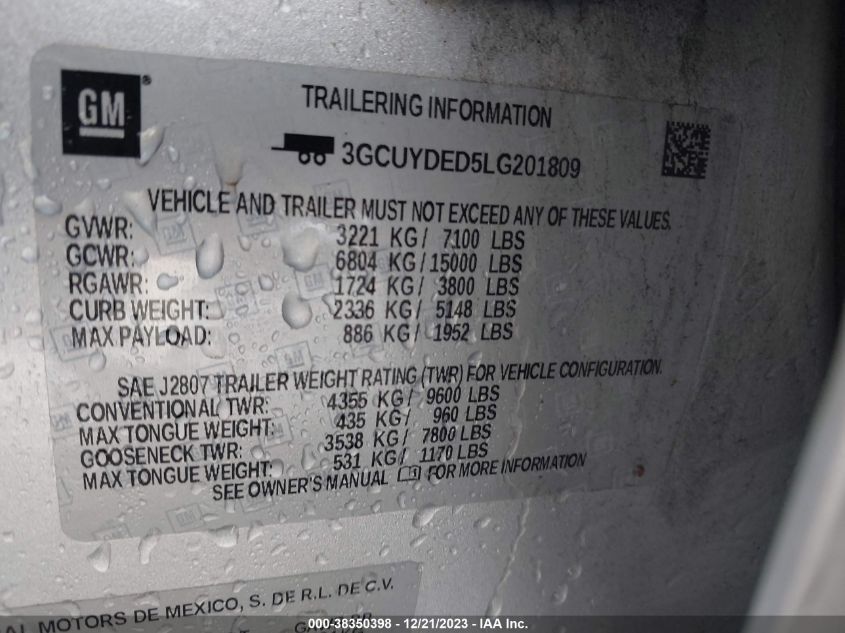 GM®
TRAILERING INFORMATION
3GCUYDED5LG201809
VEHICLE AND TRAILER MUST NOT EXCEED ANY OF THESE VALUES.
GVWR: 3221 KG/ 7100 LBS
GCWR: 6804 KG/15000 LBS
RGAWR: 1724 KG/ 3800 LBS
CURB WEIGHT: 2336 KG/ 5148 LBS
MAX PAYLOAD: 886 KG/ 1952 LBS
SAE J2807 TRAILER WEIGHT RATING (TWR) FOR VEHICLE CONFIGURATION.
CONVENTIONAL TWR: 4355 KG/ 9600 LBS
MAX TONGUE WEIGHT: 435 KG/ 960 LBS
GOOSENECK TWR: 3538 KG/ 7800 LBS
MAX TONGUE WEIGHT: 531 KG/ 1170 LBS
SEE OWNER'S MANUAL FOR MORE INFORMATION
MOTORS DE MEXICO, S. DE R.L. DE C.V.
000-38350398 - 12/21/2023 - IAA Inc.